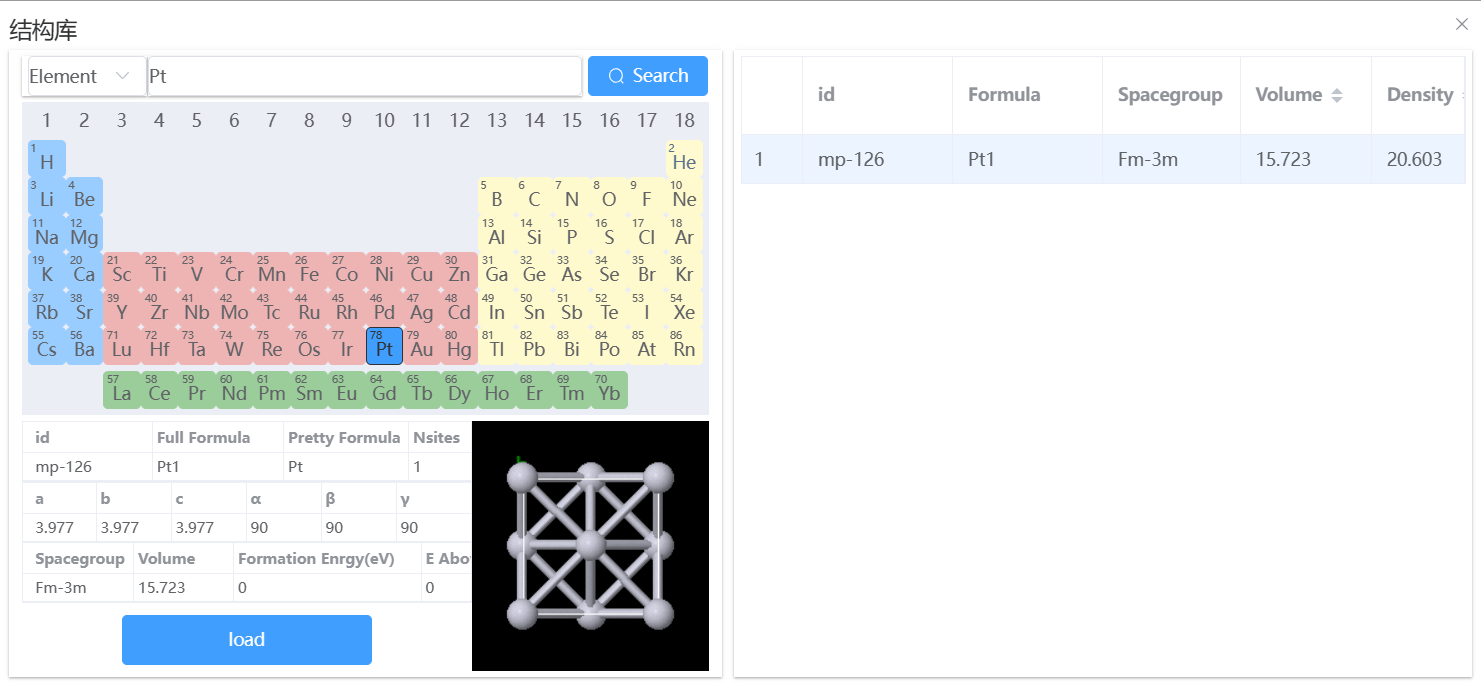 结构库
Element Pt Search
1 2 3 4 5 6 7 8 9 10 11 12 13 14 15 16 17 18
1 H 2 He
3 Li 4 Be 5 B 6 C 7 N 8 O 9 F 10 Ne
11 Na 12 Mg 13 Al 14 Si 15 P 16 S 17 Cl 18 Ar
19 K 20 Ca 21 Sc 22 Ti 23 V 24 Cr 25 Mn 26 Fe 27 Co 28 Ni 29 Cu 30 Zn 31 Ga 32 Ge 33 As 34 Se 35 Br 36 Kr
37 Rb 38 Sr 39 Y 40 Zr 41 Nb 42 Mo 43 Tc 44 Ru 45 Rh 46 Pd 47 Ag 48 Cd 49 In 50 Sn 51 Sb 52 Te 53 I 54 Xe
55 Cs 56 Ba 71 Lu 72 Hf 73 Ta 74 W 75 Re 76 Os 77 Ir 78 Pt 79 Au 80 Hg 81 Tl 82 Pb 83 Bi 84 Po 85 At 86 Rn
57 La 58 Ce 59 Pr 60 Nd 61 Pm 62 Sm 63 Eu 64 Gd 65 Tb 66 Dy 67 Ho 68 Er 69 Tm 70 Yb
id Full Formula Pretty Formula Nsites
mp-126 Pt1 Pt 1
a b c α β γ
3.977 3.977 3.977 90 90 90
Spacegroup Volume Formation Enrgy(eV) E Abo
Fm-3m 15.723 0 0
load
id Formula Spacegroup Volume Density
1 mp-126 Pt1 Fm-3m 15.723 20.603